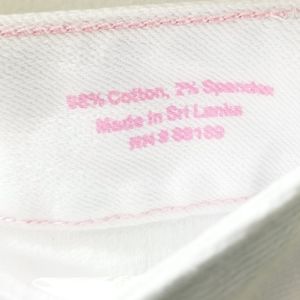 98% Cotton, 2% Spandex
Made in Sri Lanka
RN # 88189